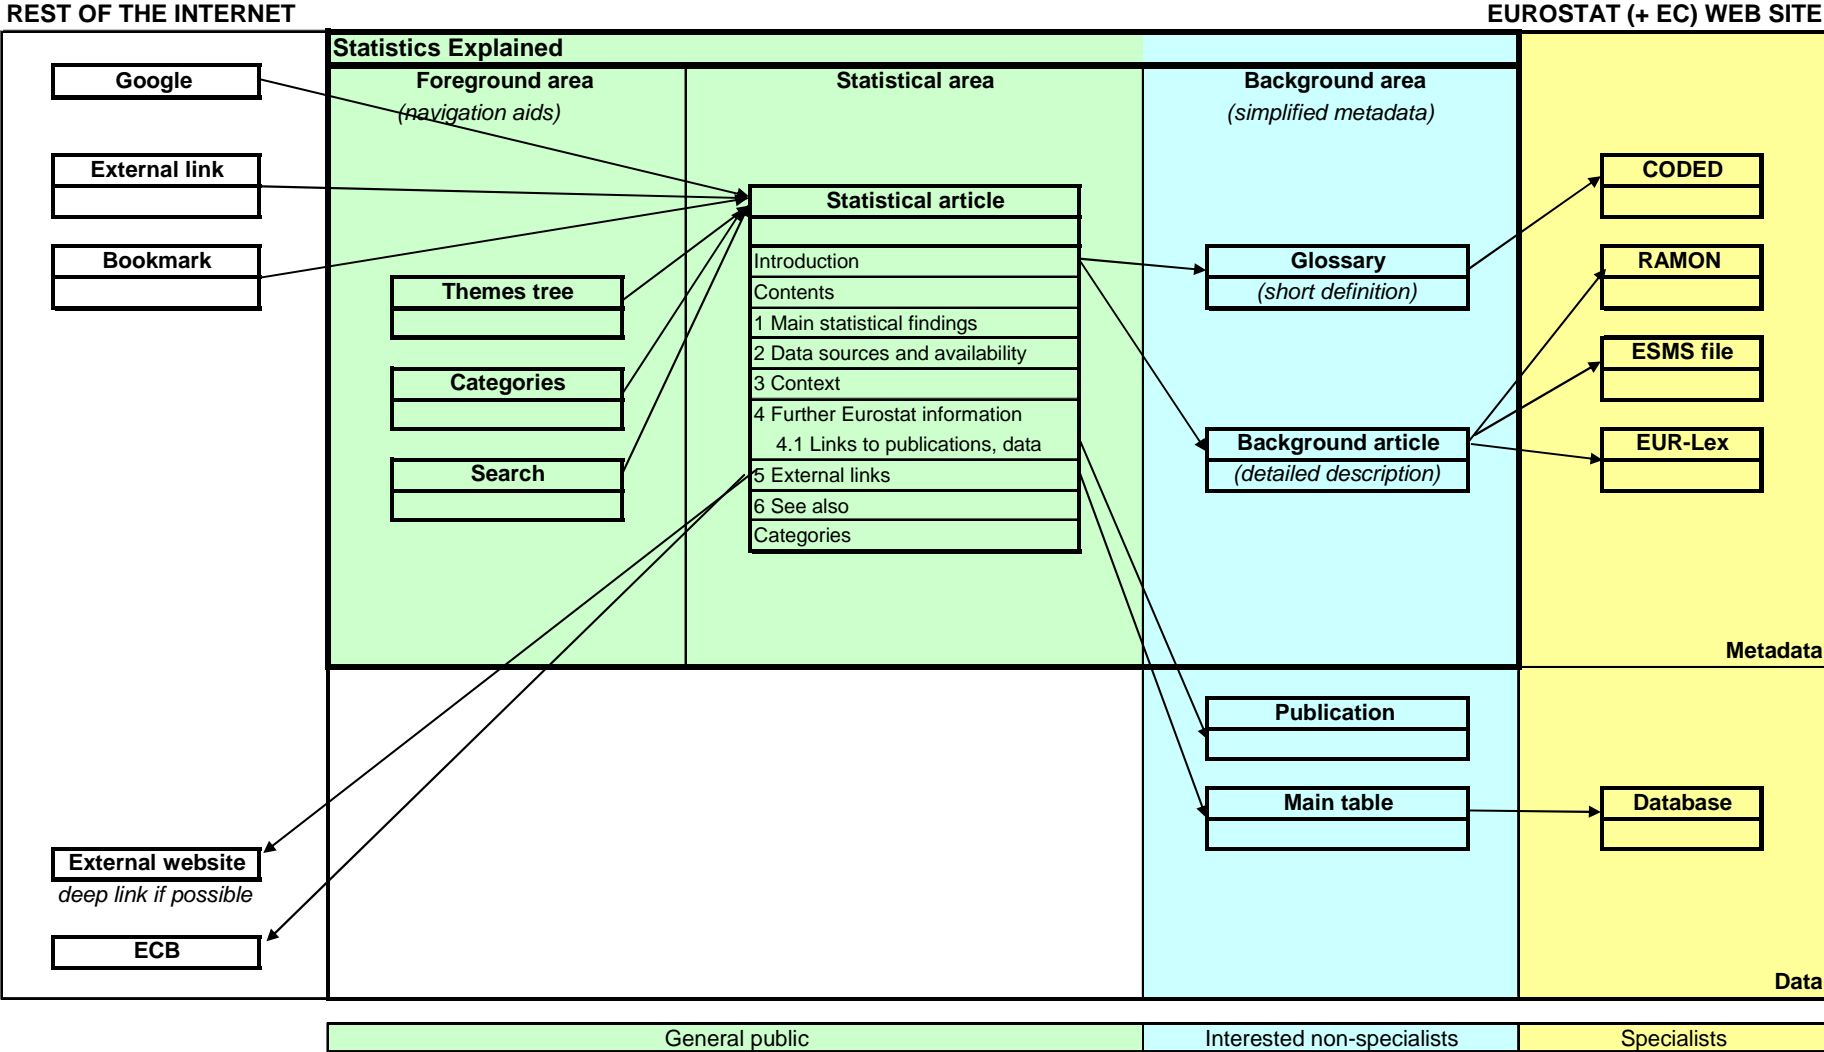 REST OF THE INTERNET
EUROSTAT (+ EC) WEB SITE
Statistics Explained
Google
External link
Bookmark
Foreground area
(navigation aids)
Themes tree
Categories
Search
Statistical area
Statistical article
Introduction
Contents
1 Main statistical findings
2 Data sources and availability
3 Context
4 Further Eurostat information
4.1 Links to publications, data
5 External links
6 See also
Categories
Background area
(simplified metadata)
Glossary
(short definition)
Background article
(detailed description)
CODED
RAMON
ESMS file
EUR-Lex
Metadata
Publication
Main table
Database
External website
deep link if possible
ECB
Data
General public
Interested non-specialists
Specialists